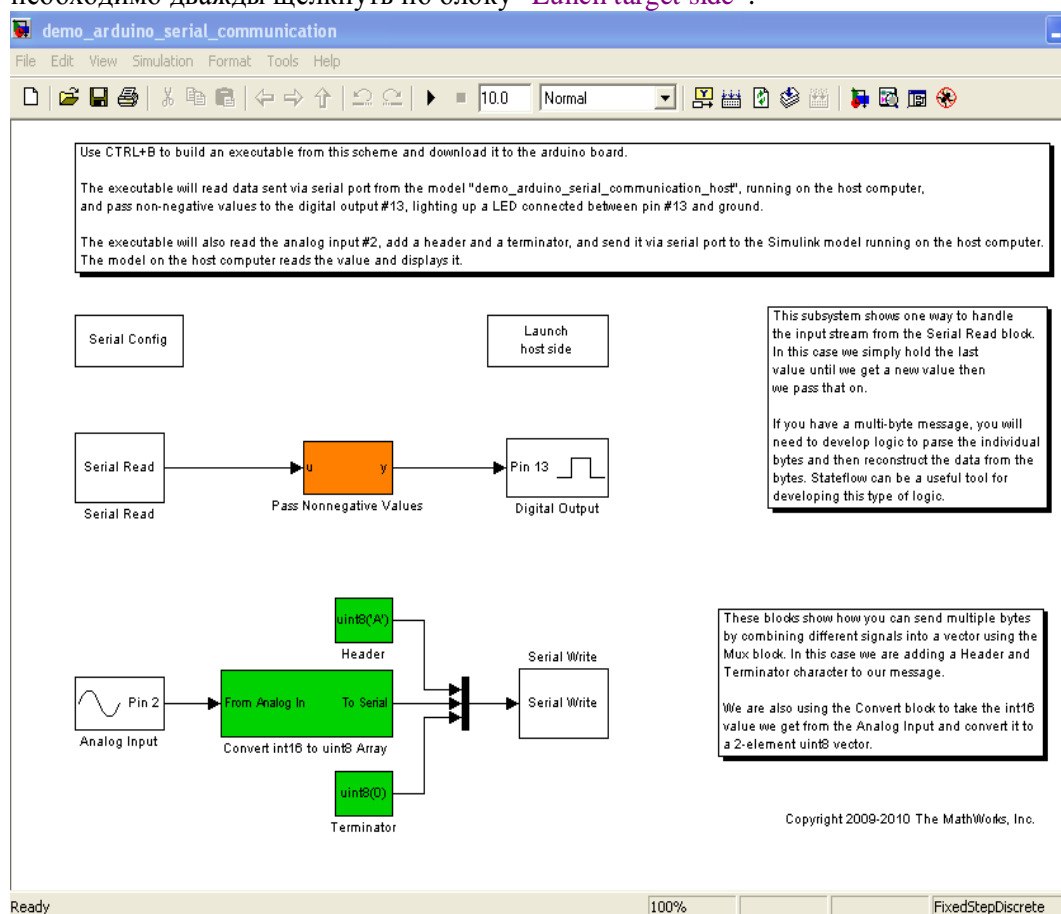 необходимо дважды щелкнуть по блоку "Lunch target side".
demo_arduino_serial_communication
File Edit View Simulation Format Tools Help
10.0 Normal
Use CTRL+B to build an executable from this scheme and download it to the arduino board.
The executable will read data sent via serial port from the model "demo_arduino_serial_communication_host", running on the host computer,
and pass non-negative values to the digital output #13, lighting up a LED connected between pin #13 and ground.
The executable will also read the analog input #2, add a header and a terminator, and send it via serial port to the Simulink model running on the host computer.
The model on the host computer reads the value and displays it.
Serial Config
Launch
host side
This subsystem shows one way to handle
the input stream from the Serial Read block.
In this case we simply hold the last
value until we get a new value then
we pass that on.
If you have a multi-byte message, you will
need to develop logic to parse the individual
bytes and then reconstruct the data from the
bytes. Stateflow can be a useful tool for
developing this type of logic.
Serial Read
Serial Read
u y
Pass Nonnegative Values
Pin 13
Digital Output
uint8('A')
Header
Pin 2
Analog Input
From Analog In To Serial
Convert int16 to uint8 Array
uint8(0)
Terminator
Serial Write
Serial Write
These blocks show how you can send multiple bytes
by combining different signals into a vector using the
Mux block. In this case we are adding a Header and
Terminator character to our message.
We are also using the Convert block to take the int16
value we get from the Analog Input and convert it to
a 2-element uint8 vector.
Copyright 2009-2010 The MathWorks, Inc.
Ready 100% FixedStepDiscrete